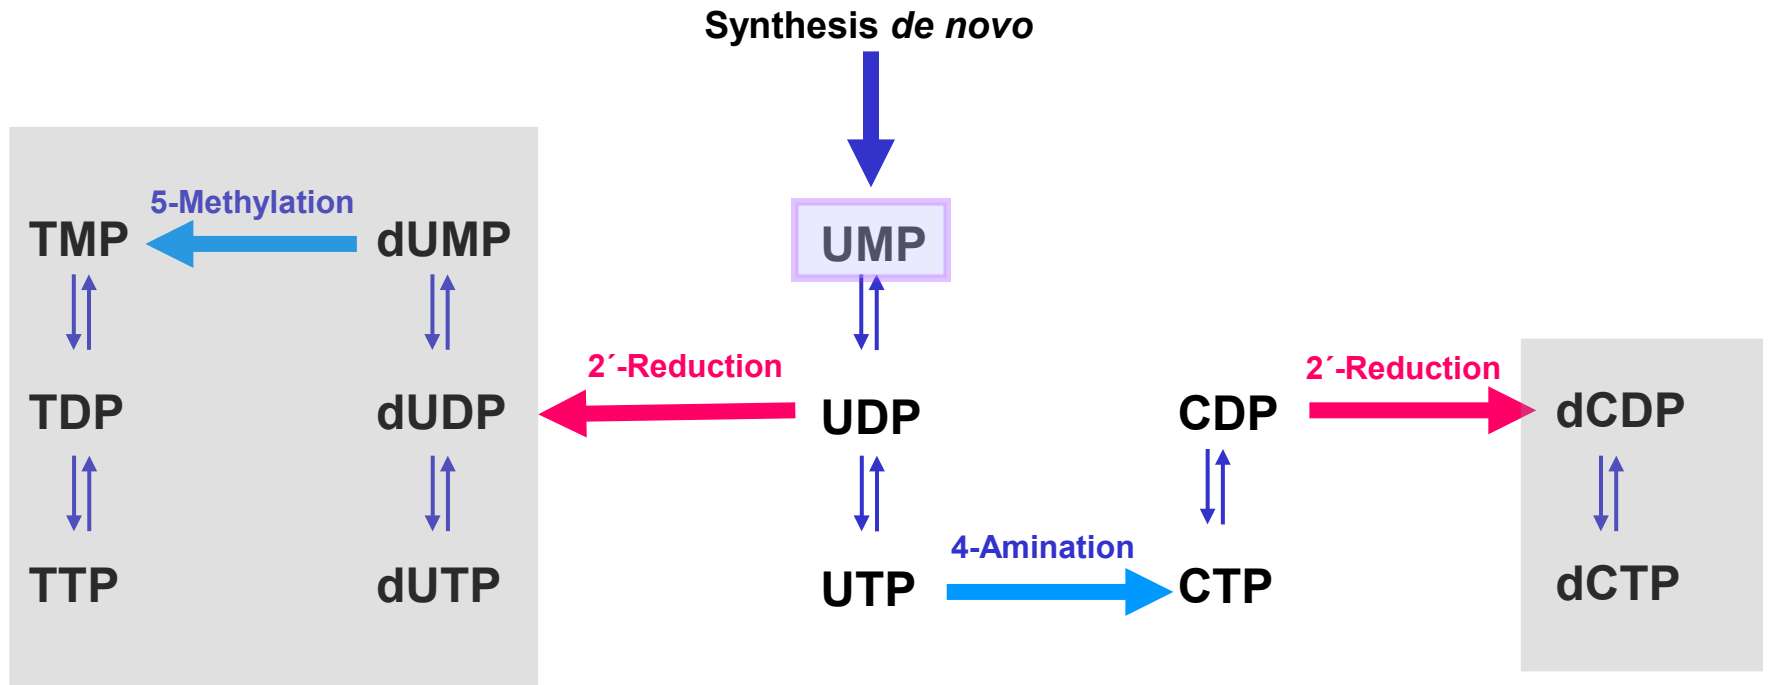 Synthesis de novo
5-Methylation
TMP
dUMP
UMP
2´-Reduction
2´-Reduction
TDP
dUDP
UDP
CDP
dCDP
4-Amination
TTP
dUTP
UTP
CTP
dCTP